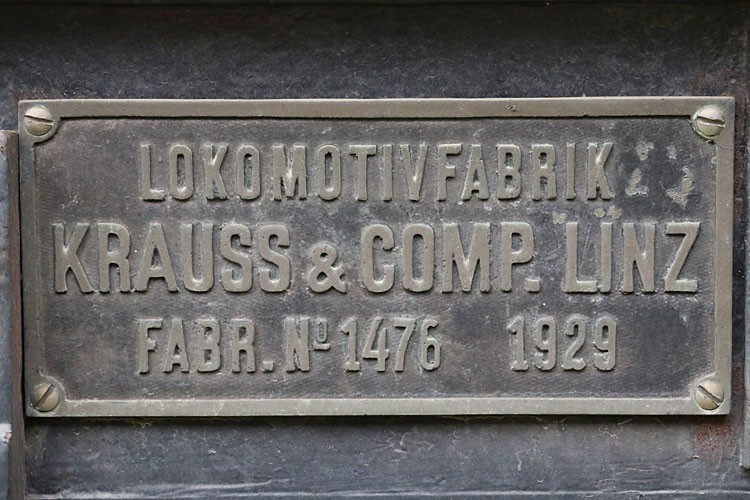 LOKOMOTIVFABRIK
KRAUSS & COMP. LINZ
FABR. Nº 1476 1929